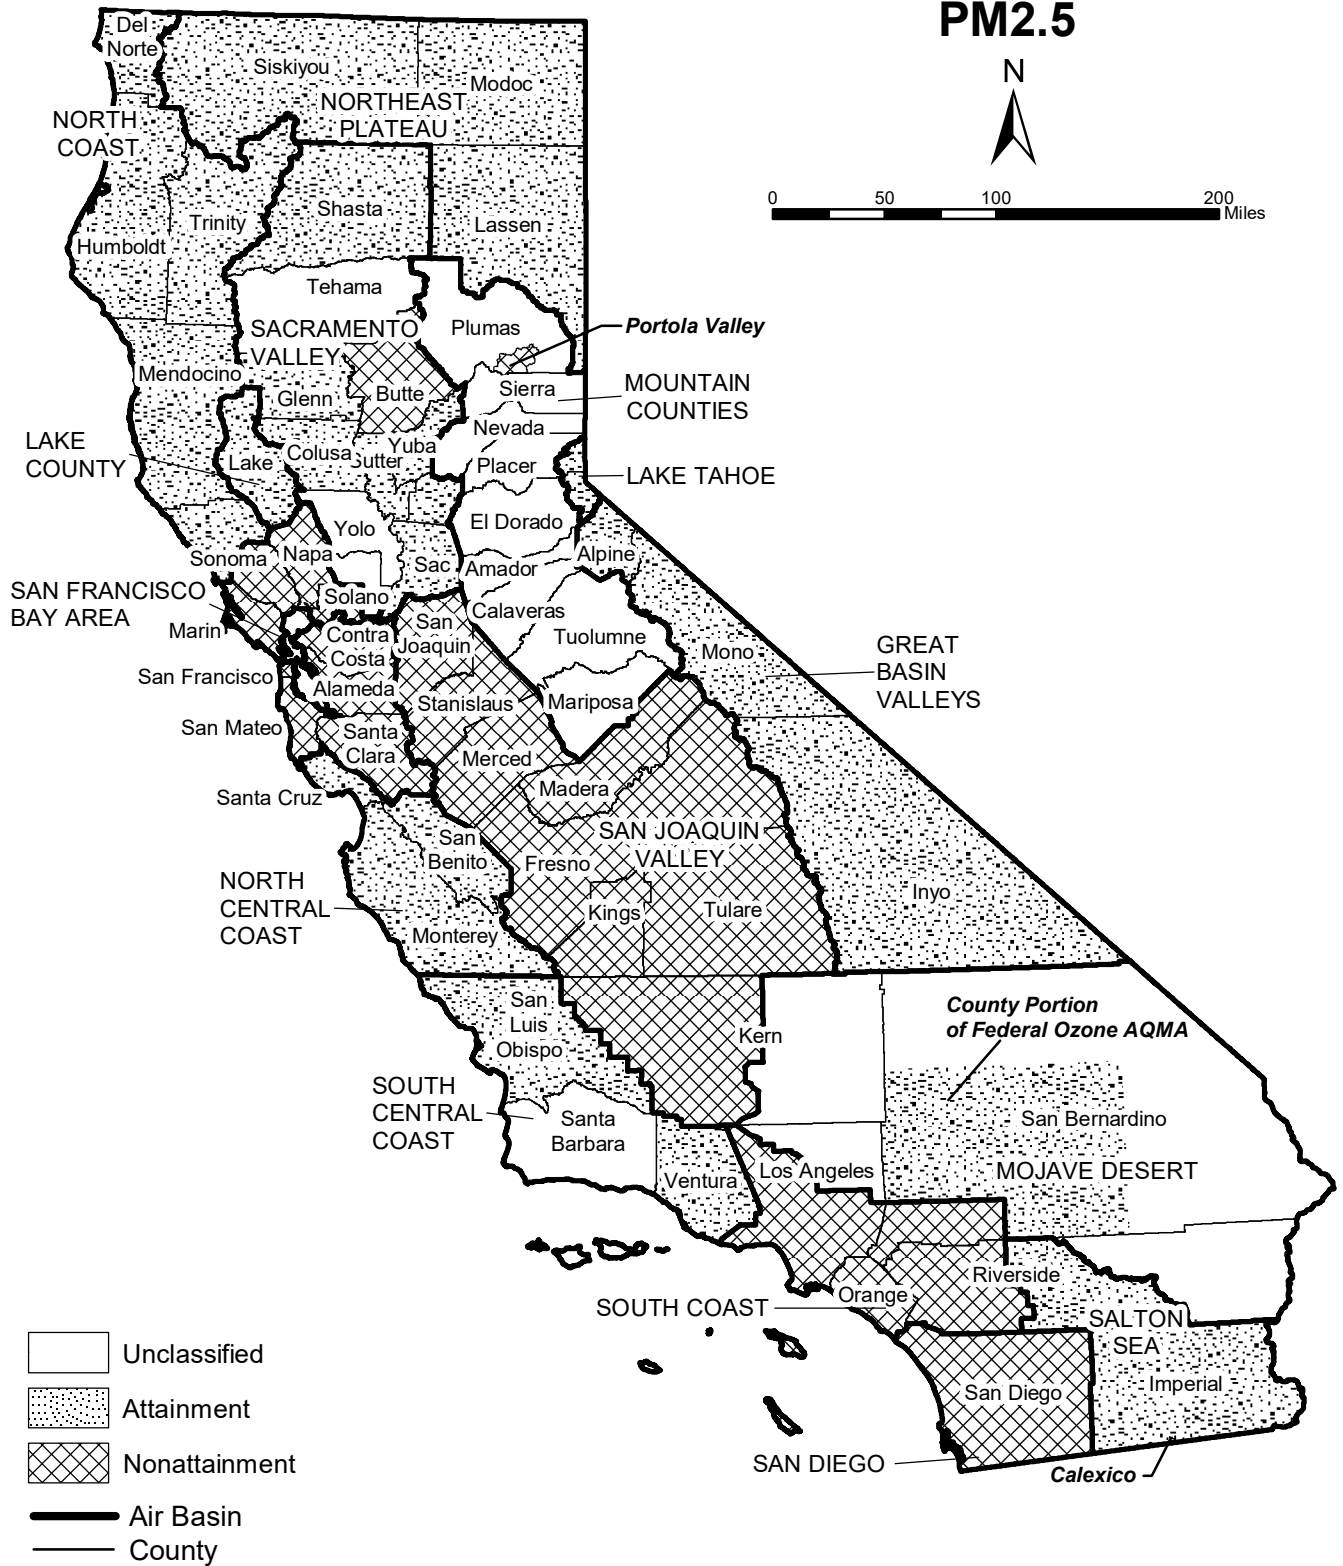 PM2.5
N
0 50 100 200
Miles
Del
Norte
Siskiyou
Modoc
NORTHEAST
PLATEAU
NORTH
COAST
Trinity
Shasta
Humboldt
Lassen
Tehama
SACRAMENTO
VALLEY
Plumas
Portola Valley
Mendocino
Glenn
Butte
Sierra
MOUNTAIN
COUNTIES
Nevada
LAKE
COUNTY
Lake
Colusa
Sutter
Yuba
Placer
LAKE TAHOE
Yolo
El Dorado
Sonoma
Napa
Sac
Amador
Alpine
SAN FRANCISCO
BAY AREA
Solano
Marin
Contra
Costa
San
Joaquin
Calaveras
Tuolumne
Mono
GREAT
BASIN
VALLEYS
San Francisco
Alameda
Stanislaus
Mariposa
San Mateo
Santa
Clara
Merced
Santa Cruz
Madera
SAN JOAQUIN
VALLEY
San
Benito
Fresno
NORTH
CENTRAL
COAST
Monterey
Kings
Tulare
Inyo
San
Luis
Obispo
Kern
County Portion
of Federal Ozone AQMA
SOUTH
CENTRAL
COAST
Santa
Barbara
San Bernardino
Ventura
Los Angeles
MOJAVE DESERT
Riverside
Orange
SOUTH COAST
SALTON
SEA
San Diego
Imperial
SAN DIEGO
Calexico
Unclassified
Attainment
Nonattainment
Air Basin
County